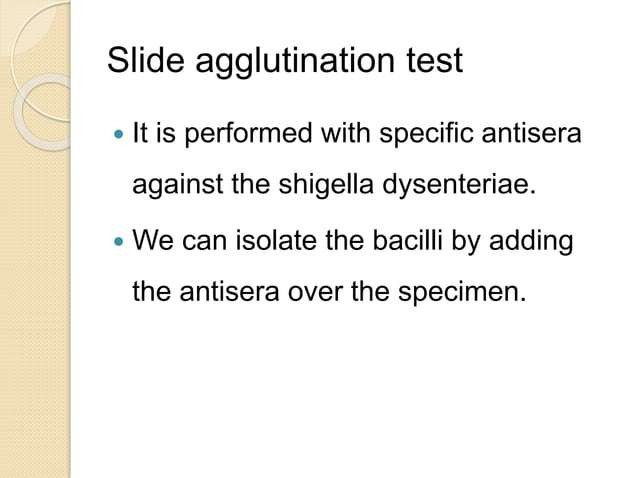 Slide agglutination test
• It is performed with specific antisera
against the shigella dysenteriae.
• We can isolate the bacilli by adding
the antisera over the specimen.